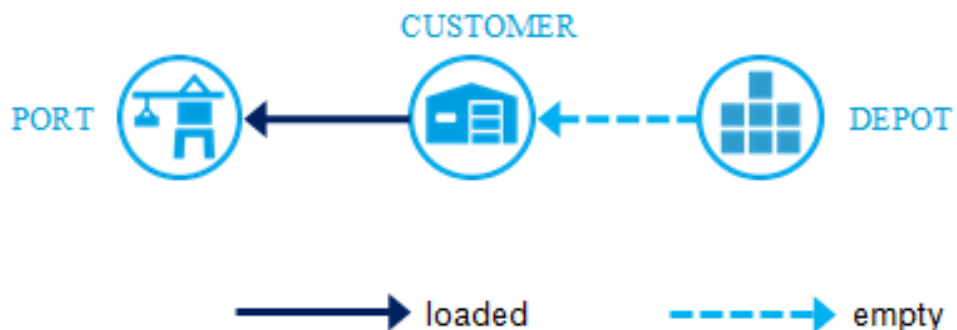 CUSTOMER
PORT
DEPOT
loaded
empty